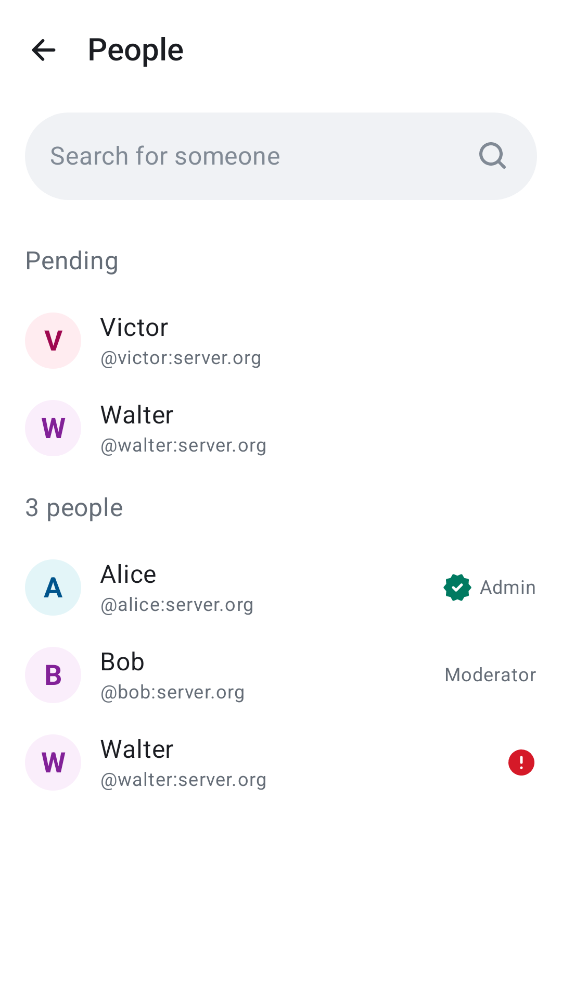 People
Search for someone
Pending
V
Victor
@victor:server.org
W
Walter
@walter:server.org
3 people
A
Alice
@alice:server.org
Admin
B
Bob
@bob:server.org
Moderator
W
Walter
@walter:server.org